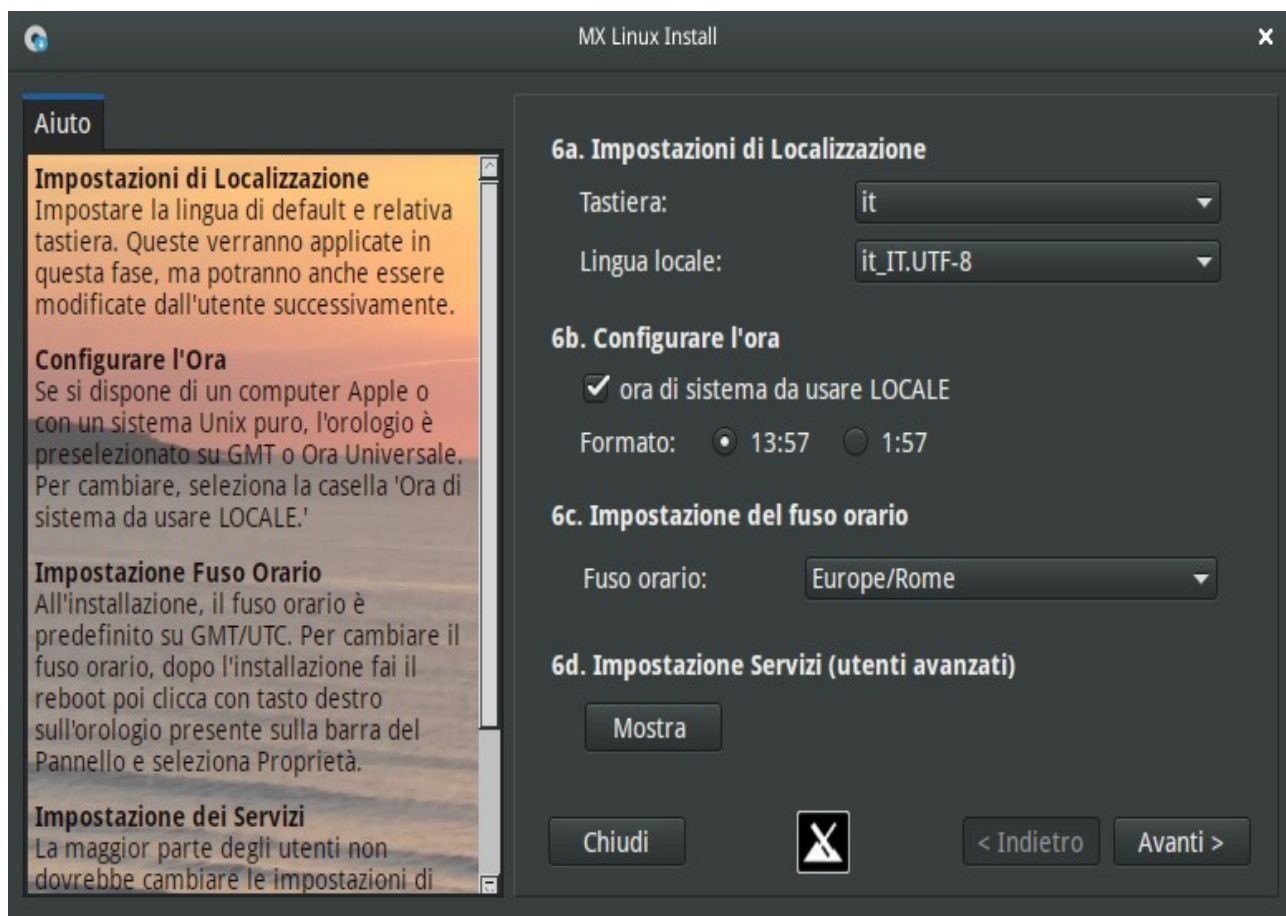 MX Linux Install
Aiuto
Impostazioni di Localizzazione
Impostare la lingua di default e relativa
tastiera. Queste verranno applicate in
questa fase, ma potranno anche essere
modificate dall'utente successivamente.
Configurare l'Ora
Se si dispone di un computer Apple o
con un sistema Unix puro, l'orologio è
preselezionato su GMT o Ora Universale.
Per cambiare, seleziona la casella 'Ora di
sistema da usare LOCALE.'
Impostazione Fuso Orario
All'installazione, il fuso orario è
predefinito su GMT/UTC. Per cambiare il
fuso orario, dopo l'installazione fai il
reboot poi clicca con tasto destro
sull'orologio presente sulla barra del
Pannello e seleziona Proprietà.
Impostazione dei Servizi
La maggior parte degli utenti non
dovrebbe cambiare le impostazioni di
6a. Impostazioni di Localizzazione
Tastiera: it
Lingua locale: it_IT.UTF-8
6b. Configurare l'ora
ora di sistema da usare LOCALE
Formato: 13:57 1:57
6c. Impostazione del fuso orario
Fuso orario: Europe/Rome
6d. Impostazione Servizi (utenti avanzati)
Mostra
Chiudi < Indietro Avanti >